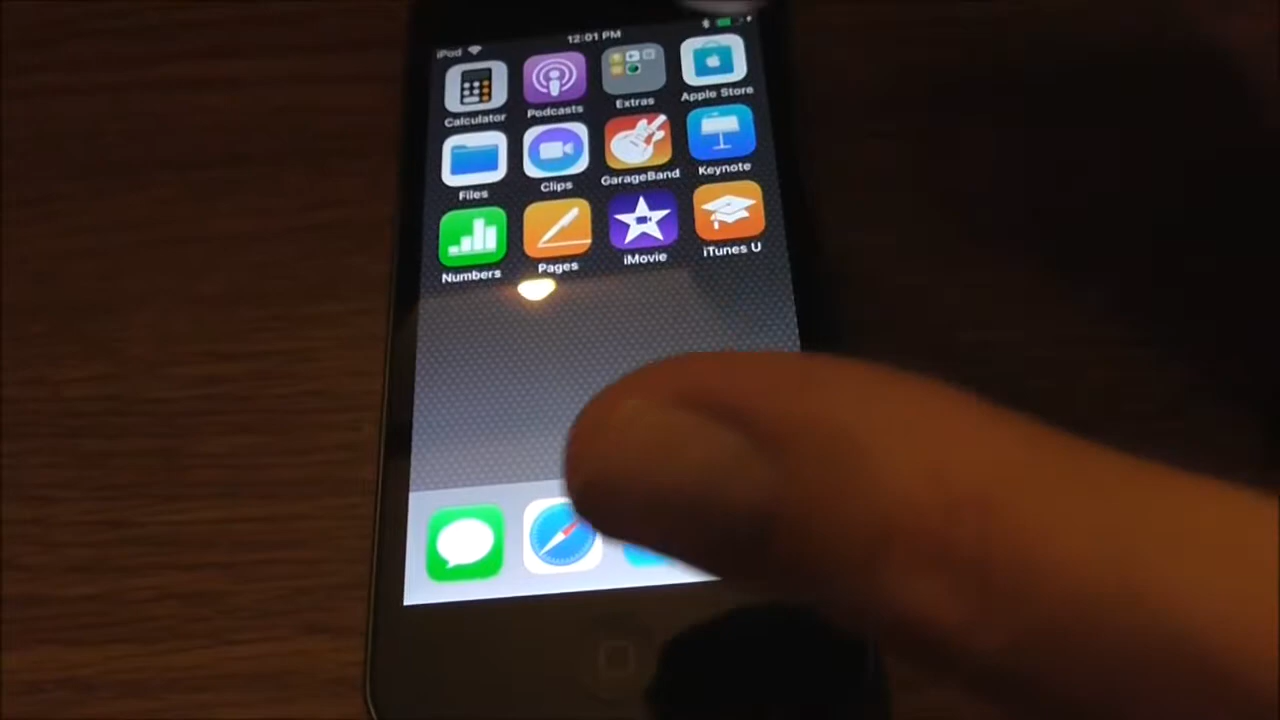 iPod 12:01 PM
Calculator Podcasts Extras Apple Store
Files Clips GarageBand Keynote
Numbers Pages iMovie iTunes U